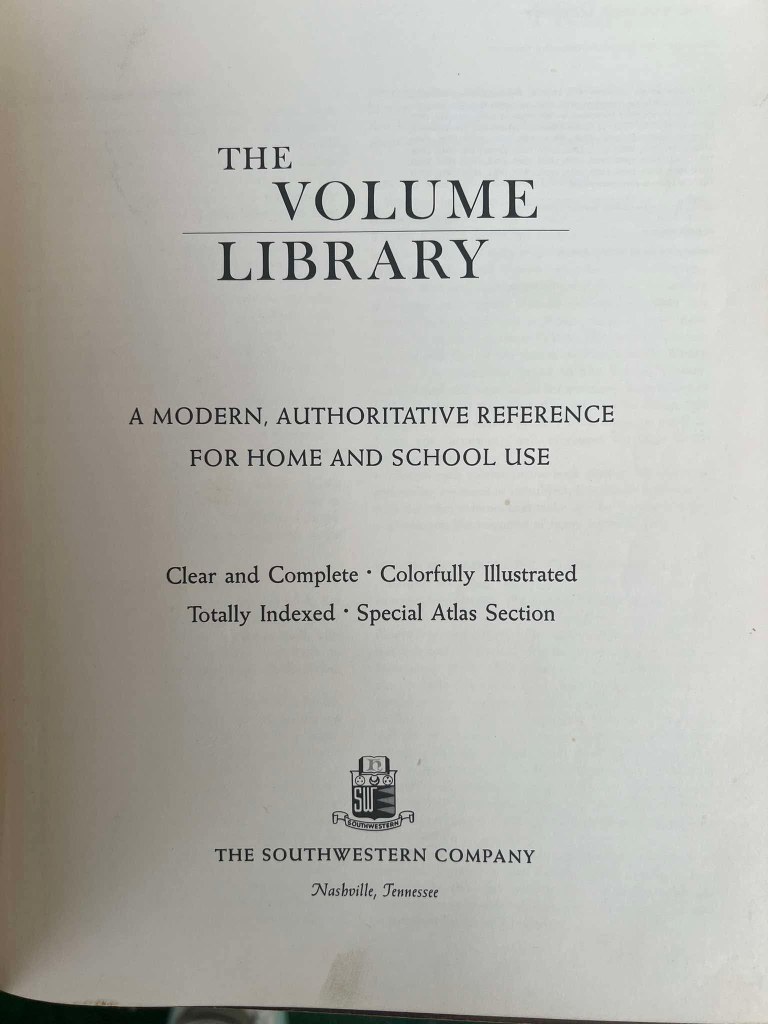 THE
VOLUME
LIBRARY
A MODERN, AUTHORITATIVE REFERENCE
FOR HOME AND SCHOOL USE
Clear and Complete · Colorfully Illustrated
Totally Indexed · Special Atlas Section
SW
SOUTHWESTERN
THE SOUTHWESTERN COMPANY
Nashville, Tennessee